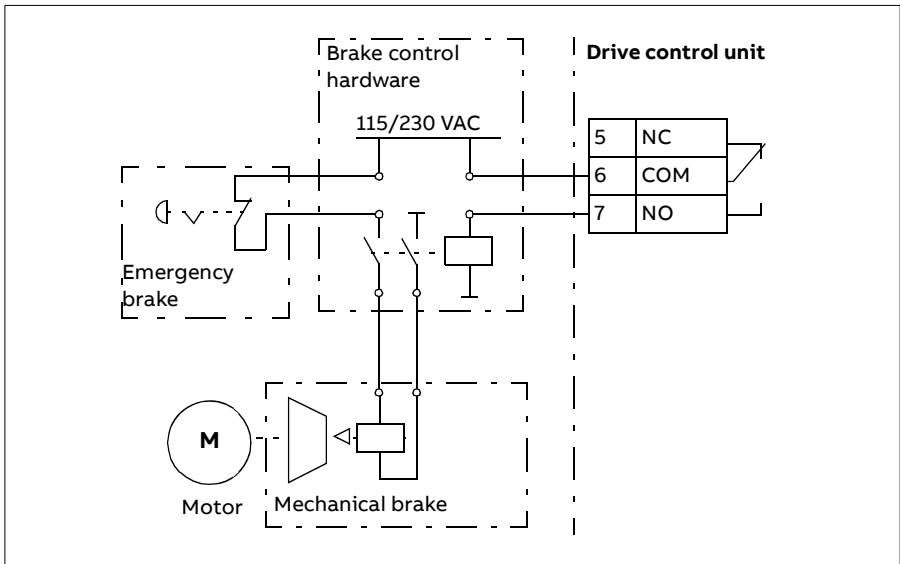 Brake control
hardware
Drive control unit
115/230 VAC
5 NC
6 COM
7 NO
Emergency
brake
M
Motor
Mechanical brake